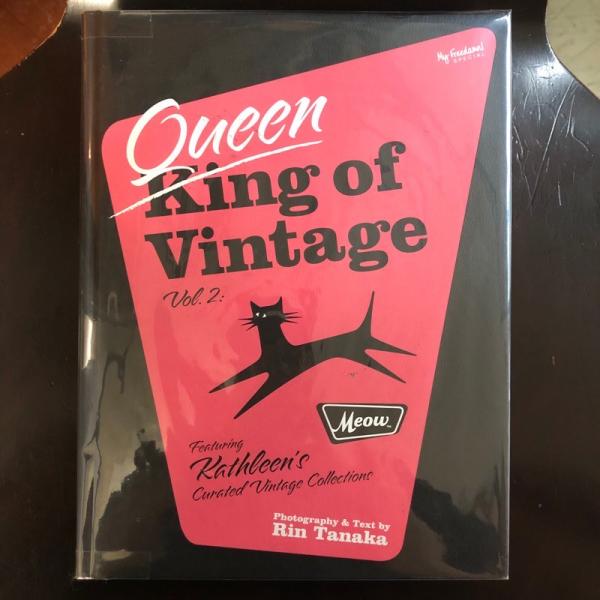 My Freedamn!
SPECIAL
Queen
King of
Vintage
Vol. 2:
Meow™
Featuring
Kathleen's
Curated Vintage Collections
Photography & Text by
Rin Tanaka